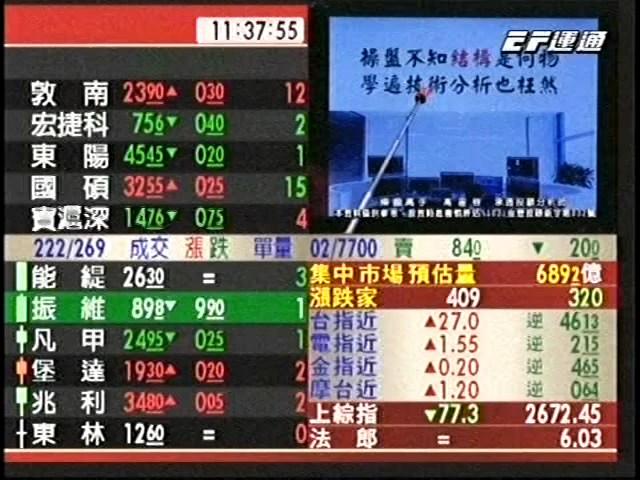 11:37:55
EF運通
操盤不知結構是何物
學遍技術分析也枉然
敦南 2390▲ 030 12
宏捷科 756▼ 040 2
東陽 4545▼ 020 1
國碩 3255▲ 025 15
寶滬深 1476▼ 075 4
222/269 成交 漲跌 單量
能緹 2630 = 3
振維 898▼ 990 1
凡甲 2495▼ 025 1
堡達 1930▲ 020 2
兆利 3480▲ 005 2
東林 1260 = 0
02/7700 賣 840 ▼ 200
集中市場預估量 6892億
漲跌家 409 320
台指近 ▲27.0 逆 4613
電指近 ▲1.55 逆 215
金指近 ▲0.20 逆 465
摩台近 ▲1.20 逆 064
上綜指 ▼77.3 2672.45
法郎 = 6.03